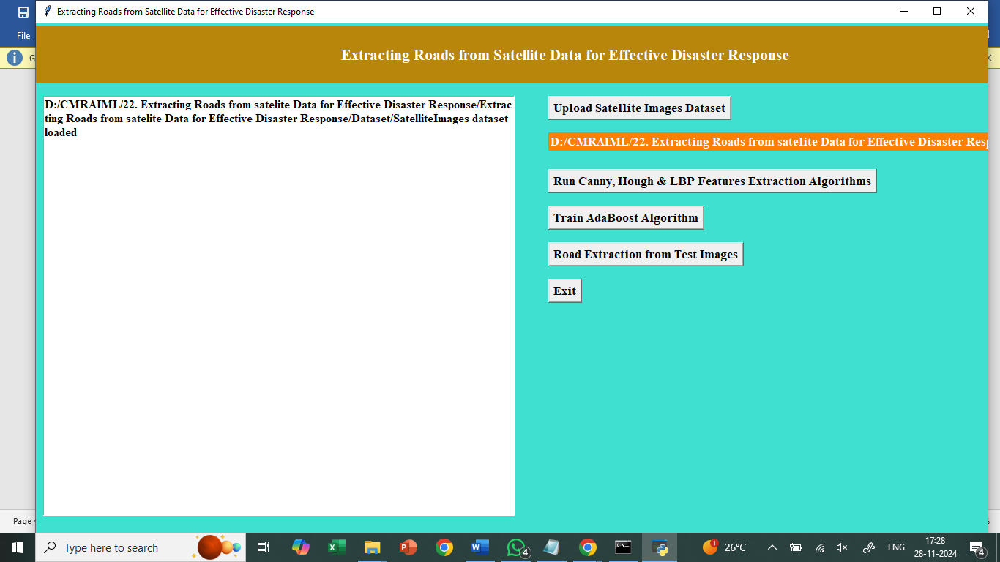 Extracting Roads from Satellite Data for Effective Disaster Response
File
G
Extracting Roads from Satellite Data for Effective Disaster Response
D:/CMRAIML/22. Extracting Roads from satelite Data for Effective Disaster Response/Extrac
ting Roads from satelite Data for Effective Disaster Response/Dataset/SatelliteImages dataset
loaded
Upload Satellite Images Dataset
D:/CMRAIML/22. Extracting Roads from satelite Data for Effective Disaster Resp
Run Canny, Hough & LBP Features Extraction Algorithms
Train AdaBoost Algorithm
Road Extraction from Test Images
Exit
Page 4
Type here to search
4
1
26°C
ENG
17:28
28-11-2024
4